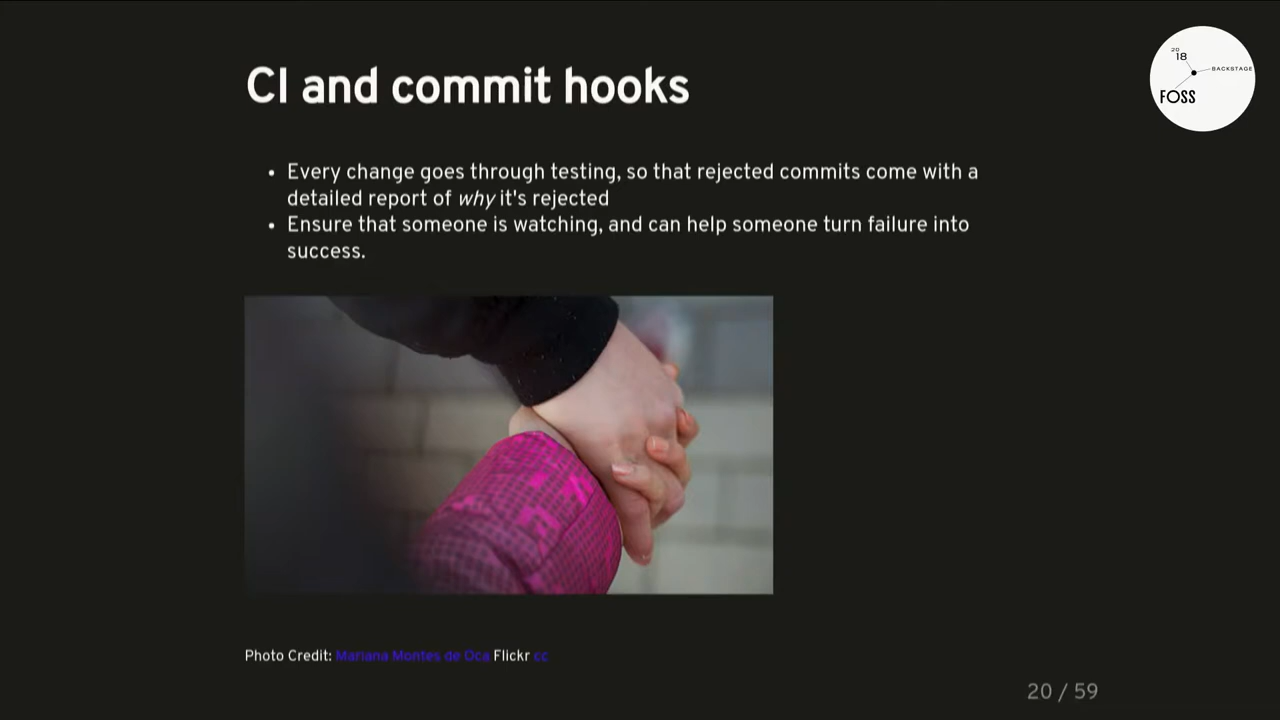 CI and commit hooks
20
18
BACKSTAGE
FOSS
• Every change goes through testing, so that rejected commits come with a
detailed report of why it's rejected
• Ensure that someone is watching, and can help someone turn failure into
success.
Photo Credit: Mariana Montes de Oca Flickr cc
20 / 59